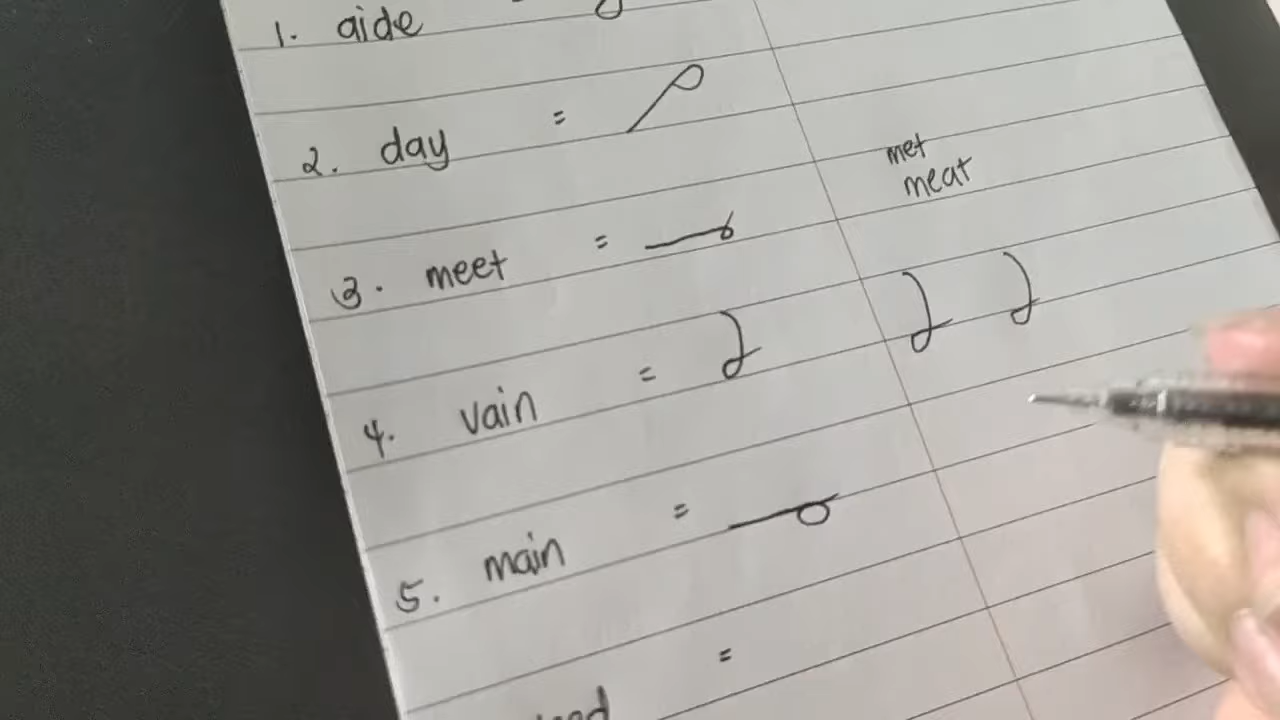 1. aide
2. day =
met
meat
3. meet =
4. vain =
5. main =
=